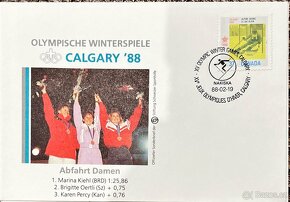 OLYMPISCHE WINTERSPIELE
CALGARY '88
Abfahrt Damen
1. Marina Kiehl (BRD) 1:25,86
2. Brigitte Oertli (Sz) + 0,75
3. Karen Percy (Kan) + 0,76
CANADA
XV OLYMPIC WINTER GAMES, CALGARY
NAKISKA
88-02-19
XV JEUX OLYMPIQUES D'HIVER, CALGARY